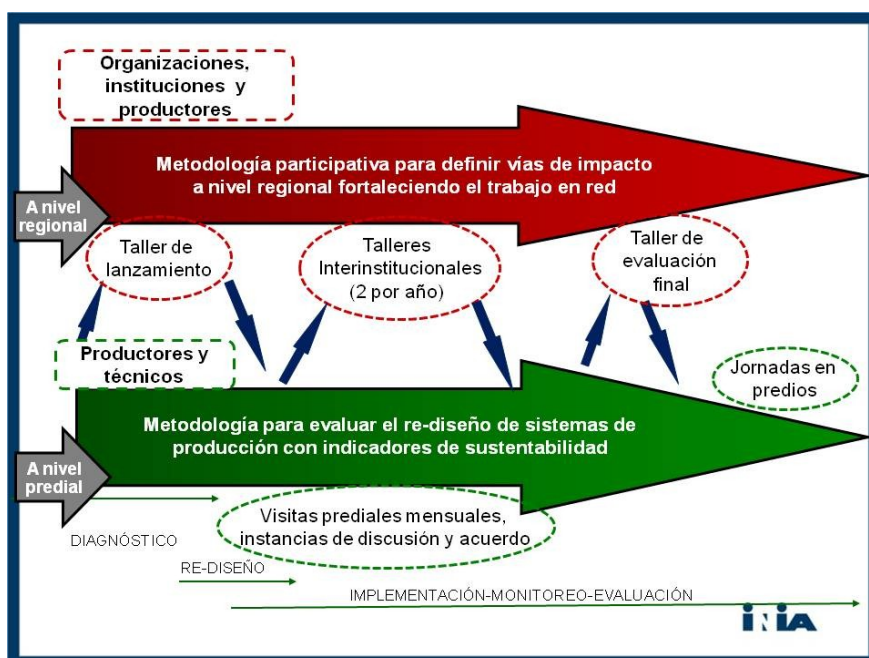 Organizaciones,
instituciones y
productores
Metodología participativa para definir vías de impacto
a nivel regional fortaleciendo el trabajo en red
A nivel
regional
Taller de
lanzamiento
Talleres
Interinstitucionales
(2 por año)
Taller de
evaluación
final
Productores y
técnicos
Jornadas en
predios
Metodología para evaluar el re-diseño de sistemas de
producción con indicadores de sustentabilidad
A nivel
predial
Visitas prediales mensuales,
instancias de discusión y acuerdo
DIAGNÓSTICO
RE-DISEÑO
IMPLEMENTACIÓN-MONITOREO-EVALUACIÓN
INIA